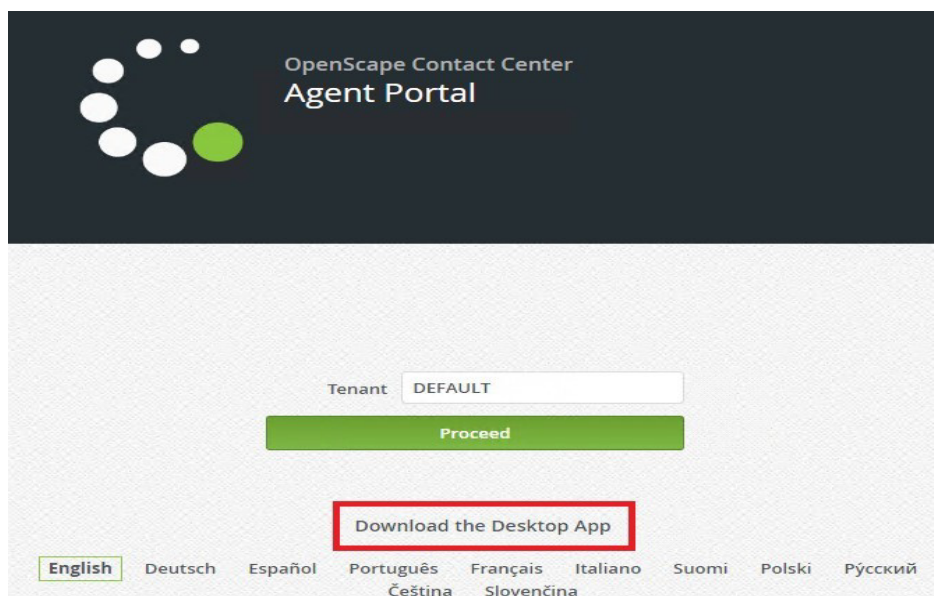 OpenScape Contact Center
Agent Portal
Tenant DEFAULT
Proceed
Download the Desktop App
English Deutsch Español Português Français Italiano Suomi Polski Рýсский
Čeština Slovenčina